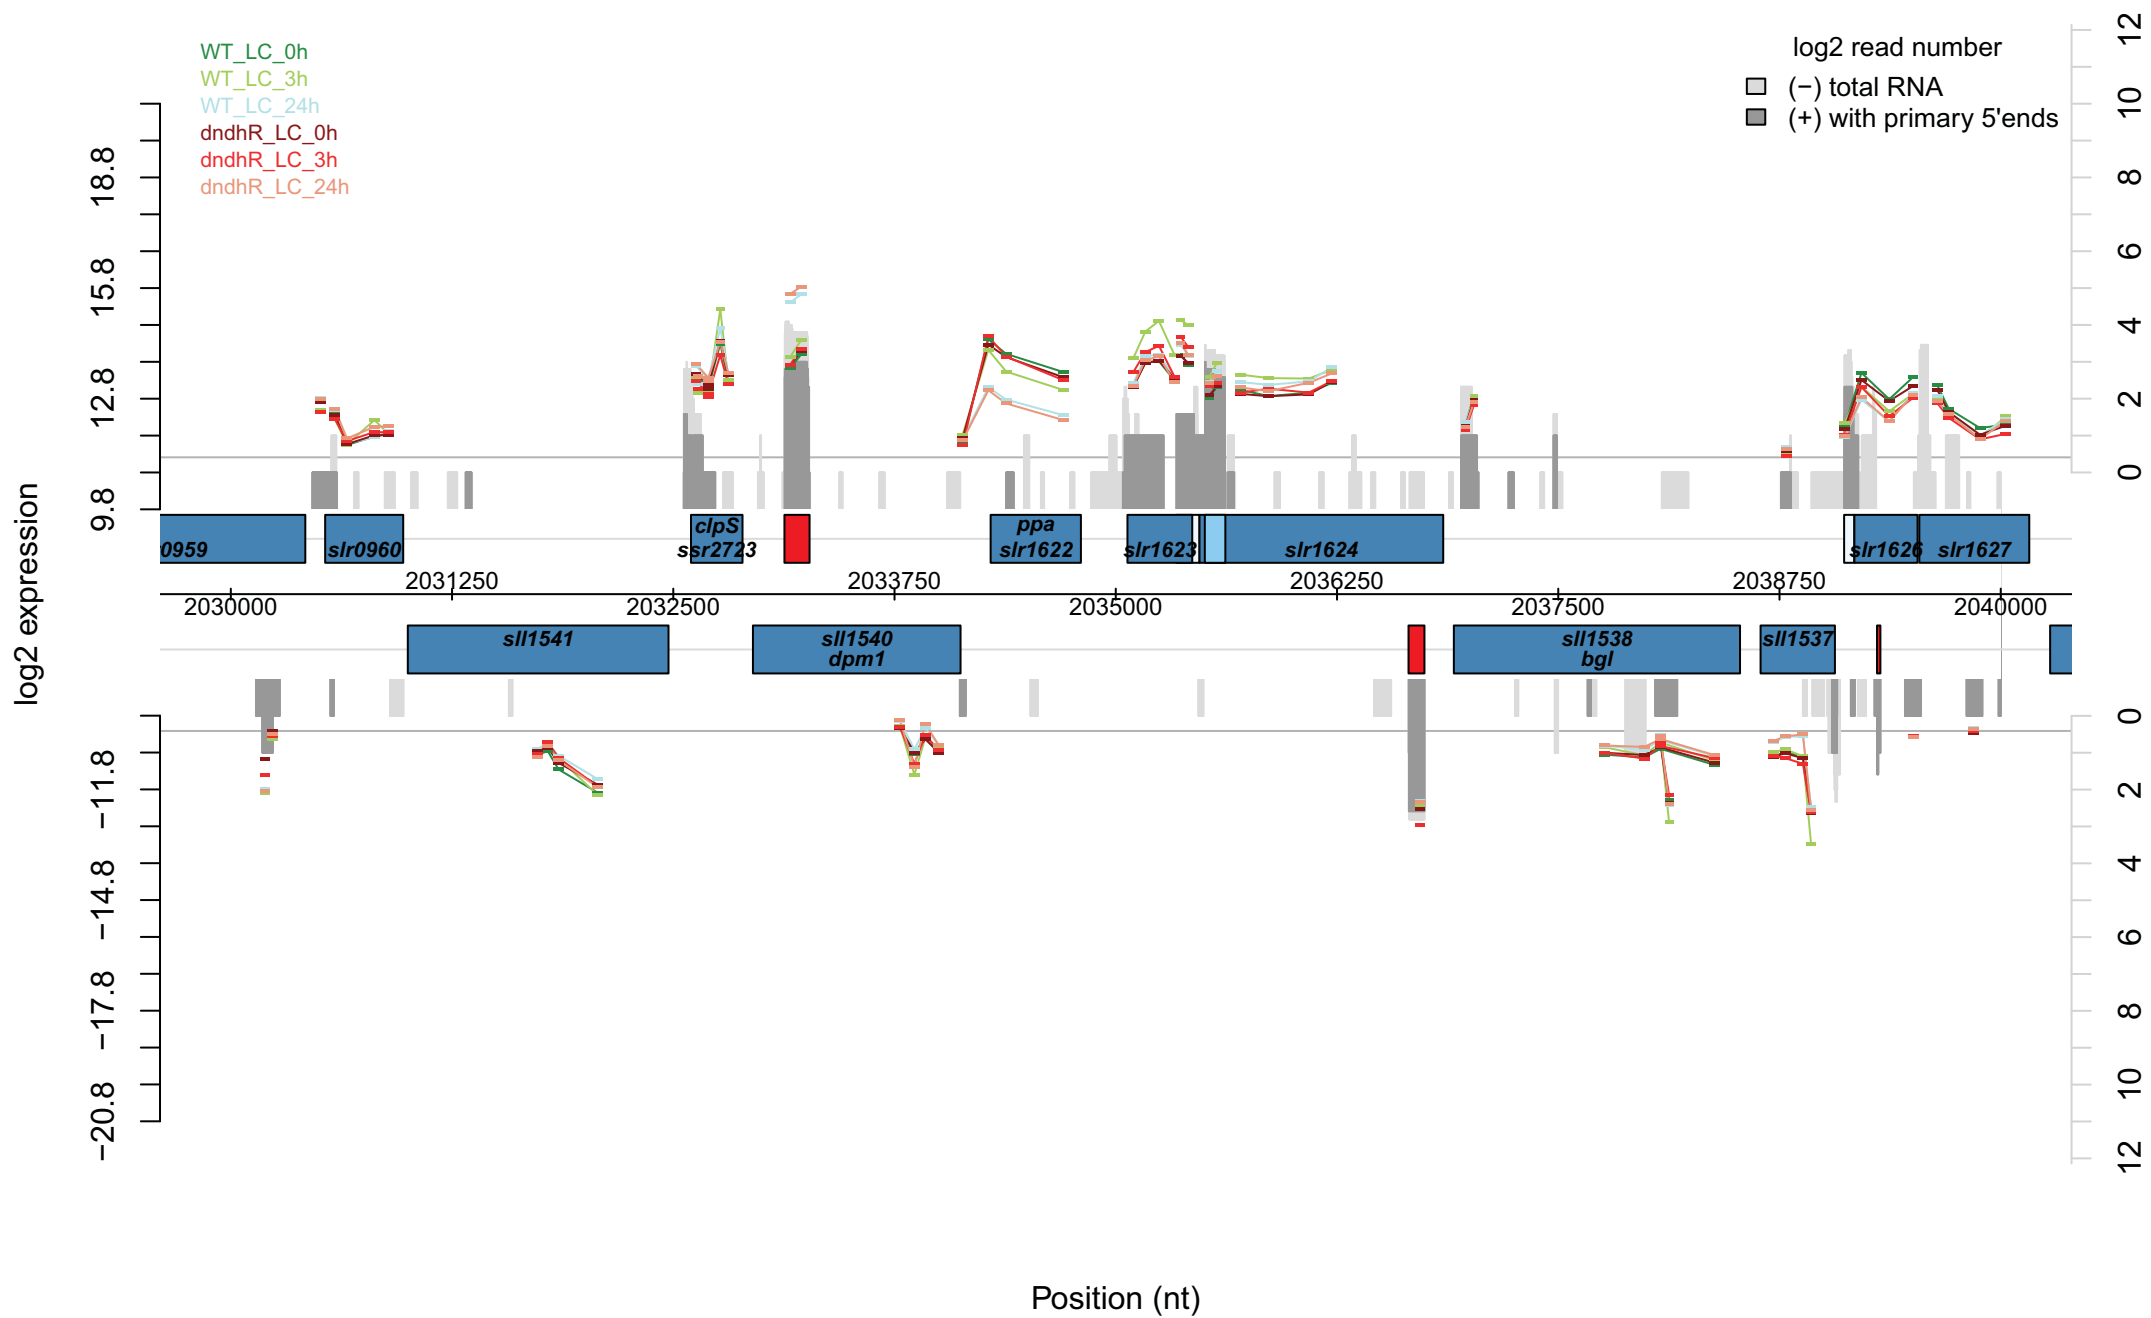 WT_LC_0h
WT_LC_3h
WT_LC_24h
dndhR_LC_0h
dndhR_LC_3h
dndhR_LC_24h
log2 read number
(−) total RNA
(+) with primary 5'ends
log2 expression
18.8
15.8
12.8
9.8
12
10
8
6
4
2
0
0959
slr0960
clpS
ssr2723
ppa
slr1622
slr1623
slr1624
slr1626
slr1627
2031250
2033750
2036250
2038750
2030000
2032500
2035000
2037500
2040000
sll1541
sll1540
dpm1
sll1538
bgl
sll1537
−11.8
−14.8
−17.8
−20.8
0
2
4
6
8
10
12
Position (nt)